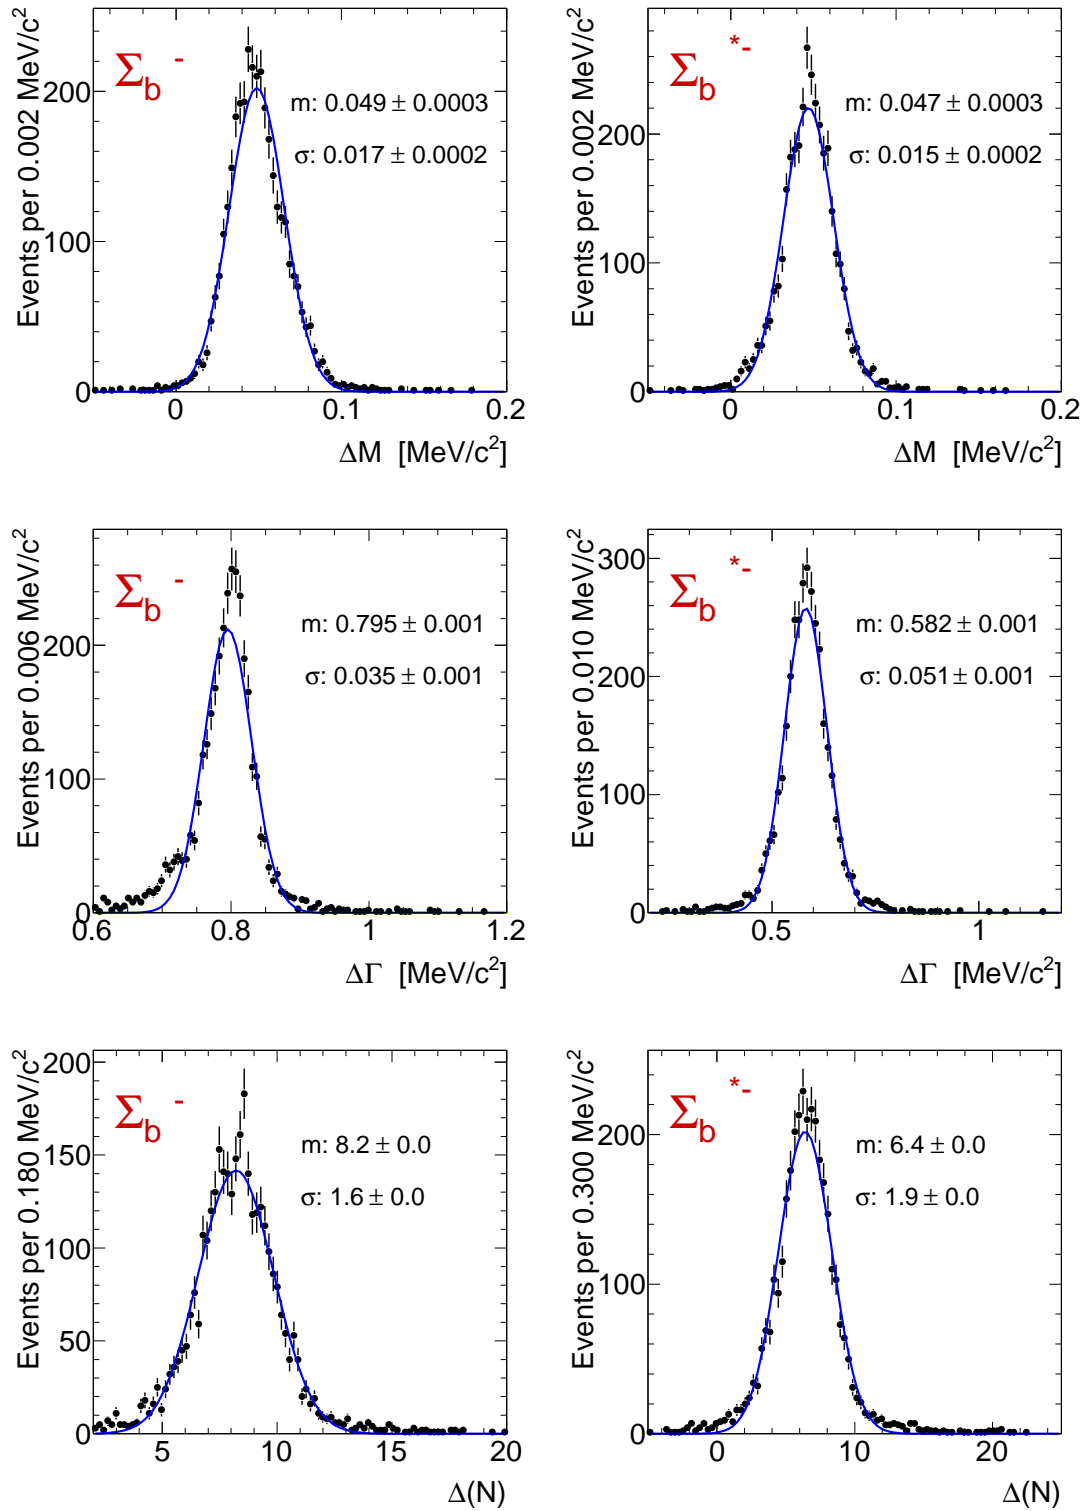 Events per 0.002 MeV/c²
Σb -
m: 0.049 ± 0.0003
σ: 0.017 ± 0.0002
200
100
0
0 0.1 0.2
ΔM [MeV/c²]
Events per 0.002 MeV/c²
Σb *-
m: 0.047 ± 0.0003
σ: 0.015 ± 0.0002
200
100
0
0 0.1 0.2
ΔM [MeV/c²]
Events per 0.006 MeV/c²
Σb -
m: 0.795 ± 0.001
σ: 0.035 ± 0.001
200
100
0
0.6 0.8 1 1.2
ΔΓ [MeV/c²]
Events per 0.010 MeV/c²
Σb *-
m: 0.582 ± 0.001
σ: 0.051 ± 0.001
300
200
100
0
0.5 1
ΔΓ [MeV/c²]
Events per 0.180 MeV/c²
Σb -
m: 8.2 ± 0.0
σ: 1.6 ± 0.0
200
150
100
50
0
5 10 15 20
Δ(N)
Events per 0.300 MeV/c²
Σb *-
m: 6.4 ± 0.0
σ: 1.9 ± 0.0
200
100
0
0 10 20
Δ(N)